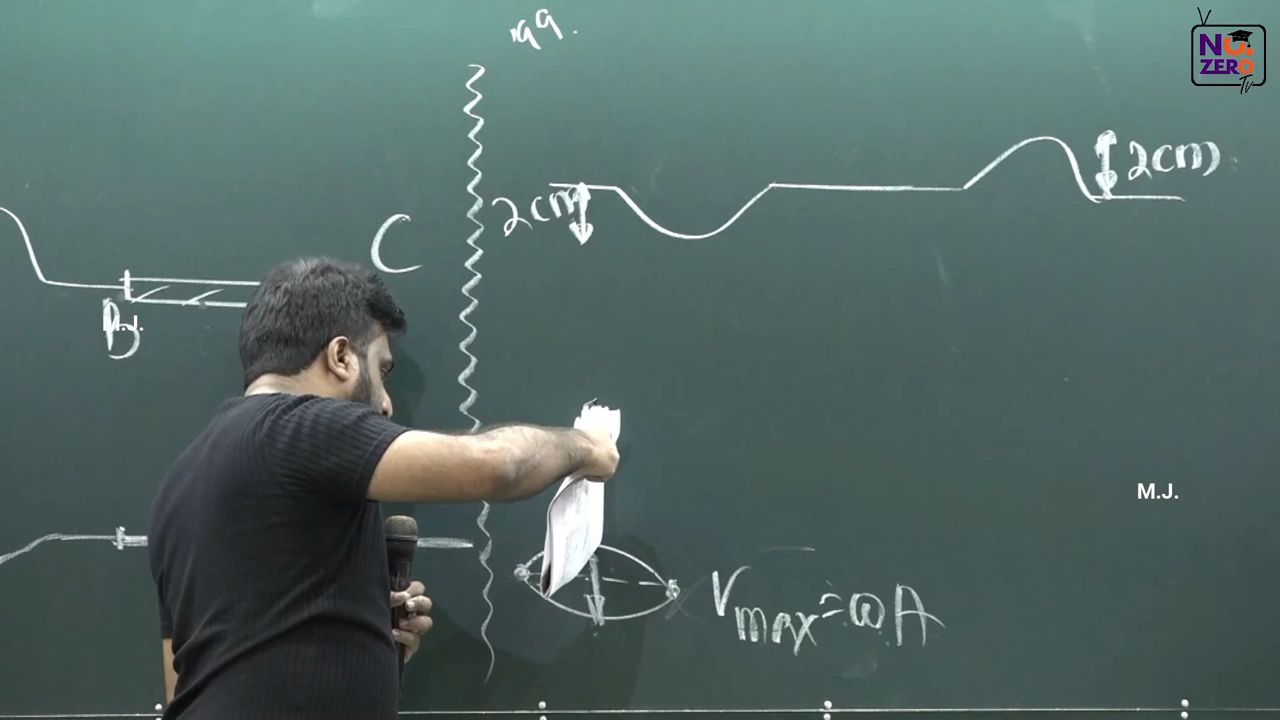 '99.
NO.
ZERO
Tv
2cm
2cm
C
B
M.J.
M.J.
Vmax = ωA